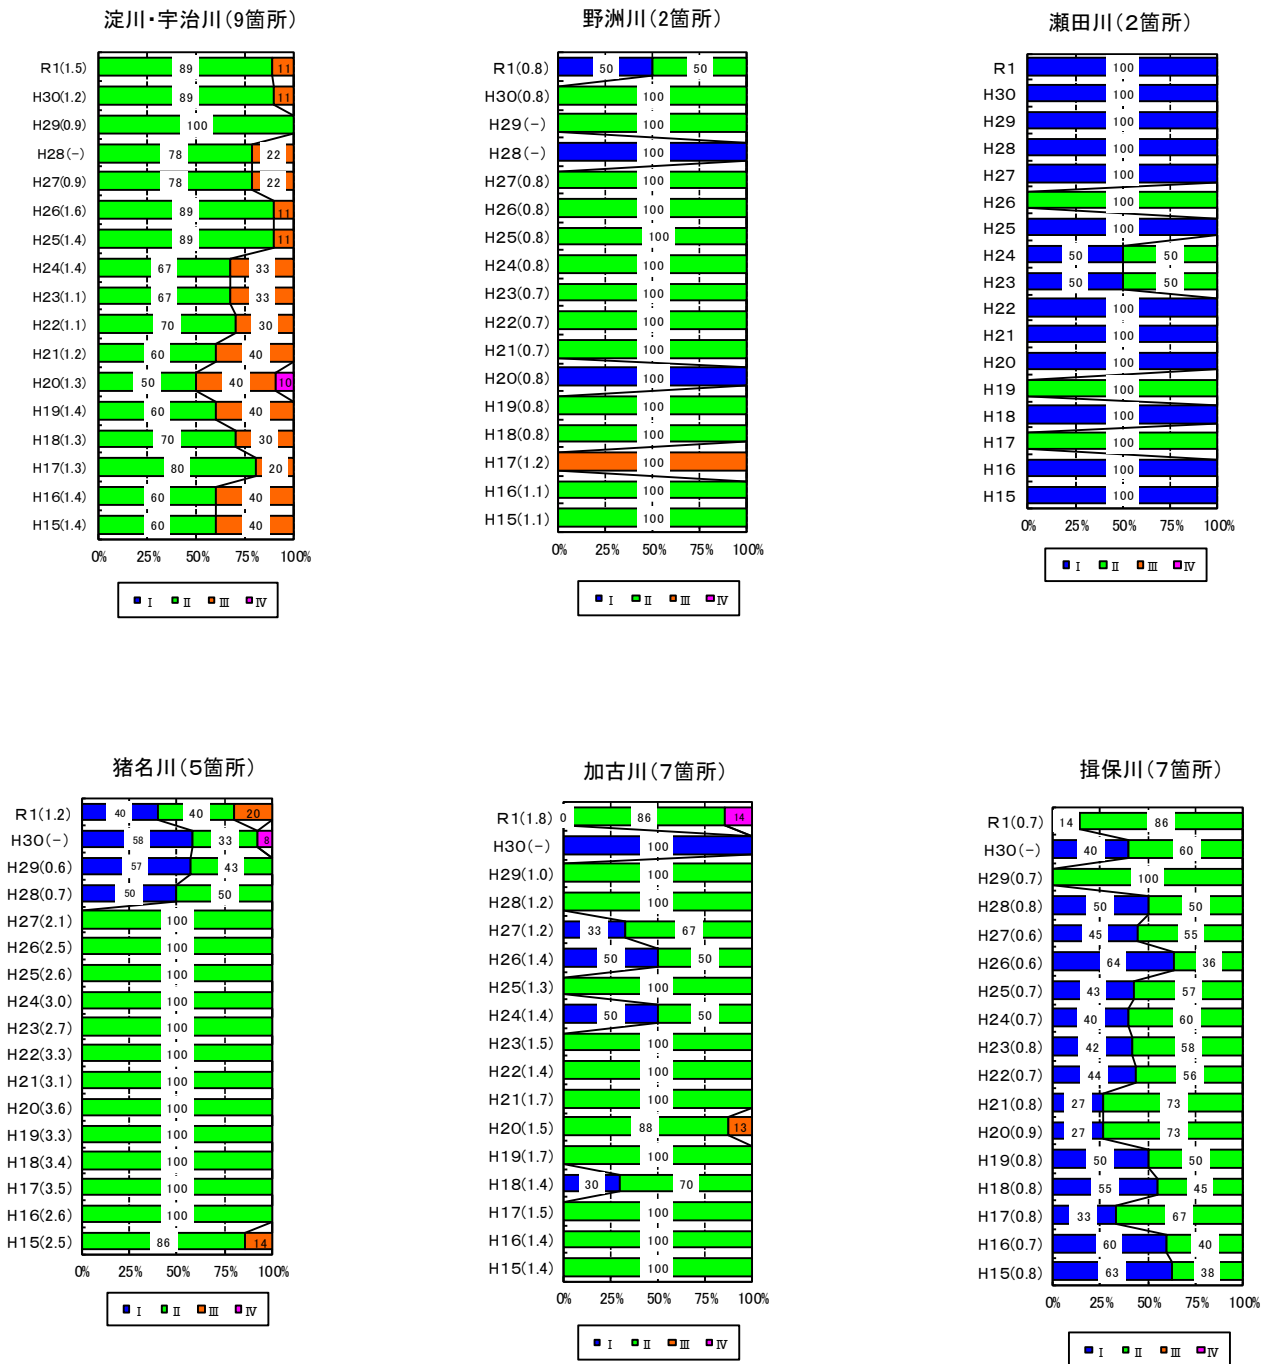 淀川・宇治川(9箇所)
R1(1.5) 89 11
H30(1.2) 89 11
H29(0.9) 100
H28(-) 78 22
H27(0.9) 78 22
H26(1.6) 89 11
H25(1.4) 89 11
H24(1.4) 67 33
H23(1.1) 67 33
H22(1.1) 70 30
H21(1.2) 60 40
H20(1.3) 50 40 10
H19(1.4) 60 40
H18(1.3) 70 30
H17(1.3) 80 20
H16(1.4) 60 40
H15(1.4) 60 40
0% 25% 50% 75% 100%
Ⅰ Ⅱ Ⅲ Ⅳ
野洲川(2箇所)
R1(0.8) 50 50
H30(0.8) 100
H29(-) 100
H28(-) 100
H27(0.8) 100
H26(0.8) 100
H25(0.8) 100
H24(0.8) 100
H23(0.7) 100
H22(0.7) 100
H21(0.7) 100
H20(0.8) 100
H19(0.8) 100
H18(0.8) 100
H17(1.2) 100
H16(1.1) 100
H15(1.1) 100
0% 25% 50% 75% 100%
Ⅰ Ⅱ Ⅲ Ⅳ
瀬田川(2箇所)
R1 100
H30 100
H29 100
H28 100
H27 100
H26 100
H25 100
H24 50 50
H23 50 50
H22 100
H21 100
H20 100
H19 100
H18 100
H17 100
H16 100
H15 100
0% 25% 50% 75% 100%
Ⅰ Ⅱ Ⅲ Ⅳ
猪名川(5箇所)
R1(1.2) 40 40 20
H30(-) 58 33 8
H29(0.6) 57 43
H28(0.7) 50 50
H27(2.1) 100
H26(2.5) 100
H25(2.6) 100
H24(3.0) 100
H23(2.7) 100
H22(3.3) 100
H21(3.1) 100
H20(3.6) 100
H19(3.3) 100
H18(3.4) 100
H17(3.5) 100
H16(2.6) 100
H15(2.5) 86 14
0% 25% 50% 75% 100%
Ⅰ Ⅱ Ⅲ Ⅳ
加古川(7箇所)
R1(1.8) 0 86 14
H30(-) 100
H29(1.0) 100
H28(1.2) 100
H27(1.2) 33 67
H26(1.4) 50 50
H25(1.3) 100
H24(1.4) 50 50
H23(1.5) 100
H22(1.4) 100
H21(1.7) 100
H20(1.5) 88 13
H19(1.7) 100
H18(1.4) 30 70
H17(1.5) 100
H16(1.4) 100
H15(1.4) 100
0% 25% 50% 75% 100%
Ⅰ Ⅱ Ⅲ Ⅳ
揖保川(7箇所)
R1(0.7) 14 86
H30(-) 40 60
H29(0.7) 100
H28(0.8) 50 50
H27(0.6) 45 55
H26(0.6) 64 36
H25(0.7) 43 57
H24(0.7) 40 60
H23(0.8) 42 58
H22(0.7) 44 56
H21(0.8) 27 73
H20(0.9) 27 73
H19(0.8) 50 50
H18(0.8) 55 45
H17(0.8) 33 67
H16(0.7) 60 40
H15(0.8) 63 38
0% 25% 50% 75% 100%
Ⅰ Ⅱ Ⅲ Ⅳ